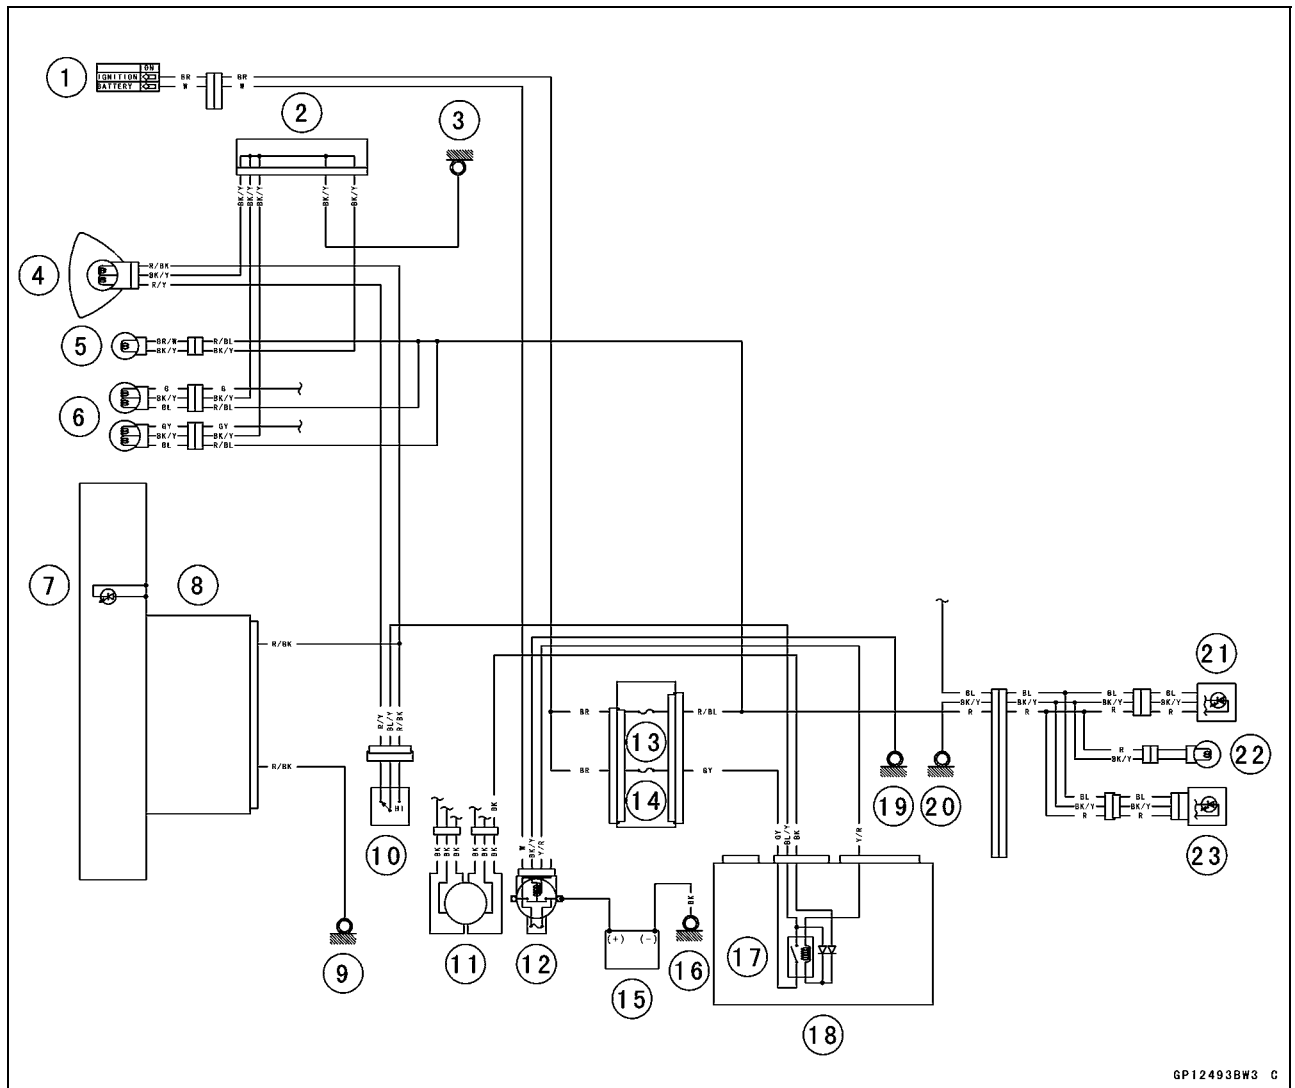 1
ON
IGNITION
BATTERY
BR
BR
W
W
2
3
BK/Y
BK/Y
BK/Y
BK/Y
BK/Y
4
R/BK
BK/Y
R/Y
5
BR/W
R/BL
BK/Y
BK/Y
6
G
G
BK/Y
BK/Y
BL
R/BL
GY
GY
BK/Y
BK/Y
BL
R/BL
7
8
R/BK
R/BK
9
R/Y
BL/Y
R/BK
HI
10
BK
BK
BK
BK
BK
BK
BK
11
W
BK/Y
Y/R
12
BR
R/BL
13
BR
GY
14
(+)
(-)
15
BK
16
GY
BL/Y
BK
Y/R
17
18
19
20
BL
BL
BL
BL
BK/Y
BK/Y
BK/Y
BK/Y
R
R
R
R
21
R
BK/Y
22
BL
BL
BK/Y
BK/Y
R
R
23
GP12493BW3 C